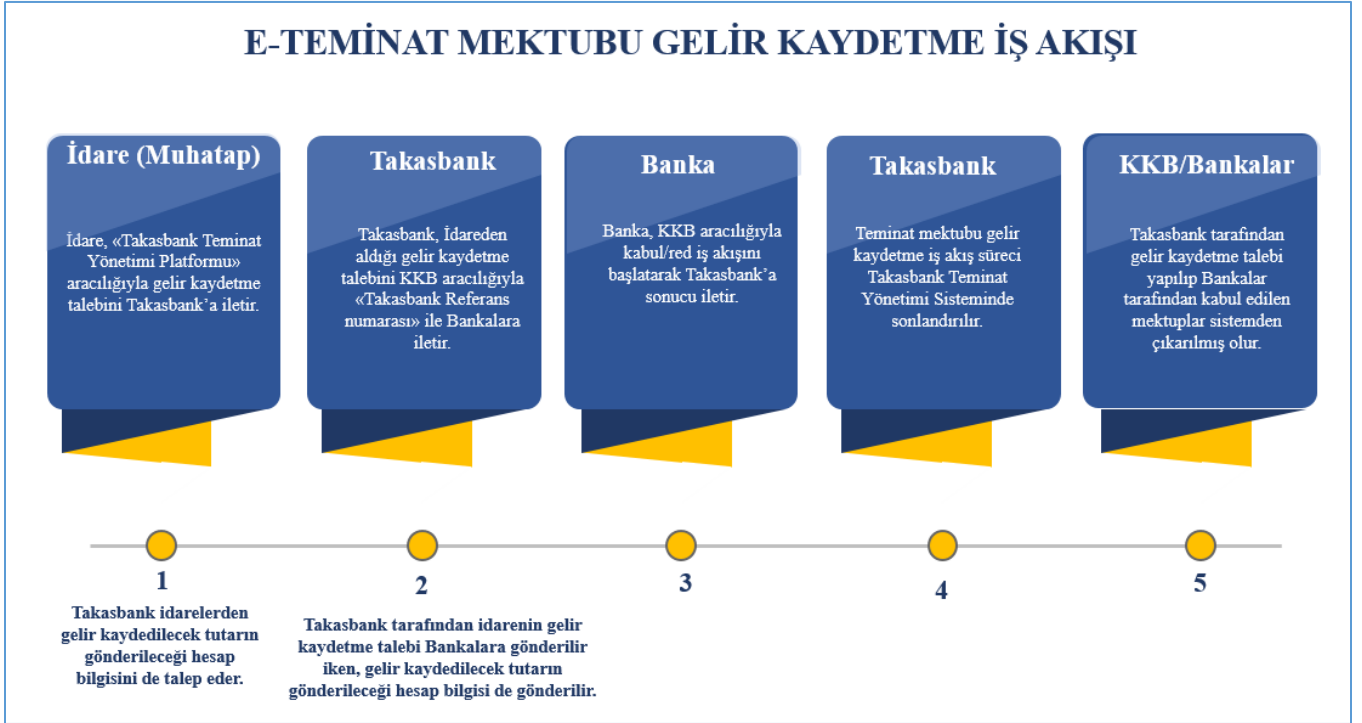 E-TEMİNAT MEKTUBU GELİR KAYDETME İŞ AKIŞI
İdare (Muhatap)
İdare, «Takasbank Teminat
Yönetimi Platformu»
aracılığıyla gelir kaydetme
talebini Takasbank’a iletir.
Takasbank
Takasbank, İdareden
aldığı gelir kaydetme
talebini KKB aracılığıyla
«Takasbank Referans
numarası» ile Bankalara
iletir.
Banka
Banka, KKB aracılığıyla
kabul/red iş akışını
başlatarak Takasbank’a
sonucu iletir.
Takasbank
Teminat mektubu gelir
kaydetme iş akış süreci
Takasbank Teminat
Yönetimi Sisteminde
sonlandırılır.
KKB/Bankalar
Takasbank tarafından
gelir kaydetme talebi
yapılıp Bankalar
tarafından kabul edilen
mektuplar sistemden
çıkarılmış olur.
1
Takasbank idarelerden
gelir kaydedilecek tutarın
gönderileceği hesap
bilgisini de talep eder.
2
Takasbank tarafından idarenin gelir
kaydetme talebi Bankalara gönderilir
iken, gelir kaydedilecek tutarın
gönderileceği hesap bilgisi de gönderilir.
3
4
5